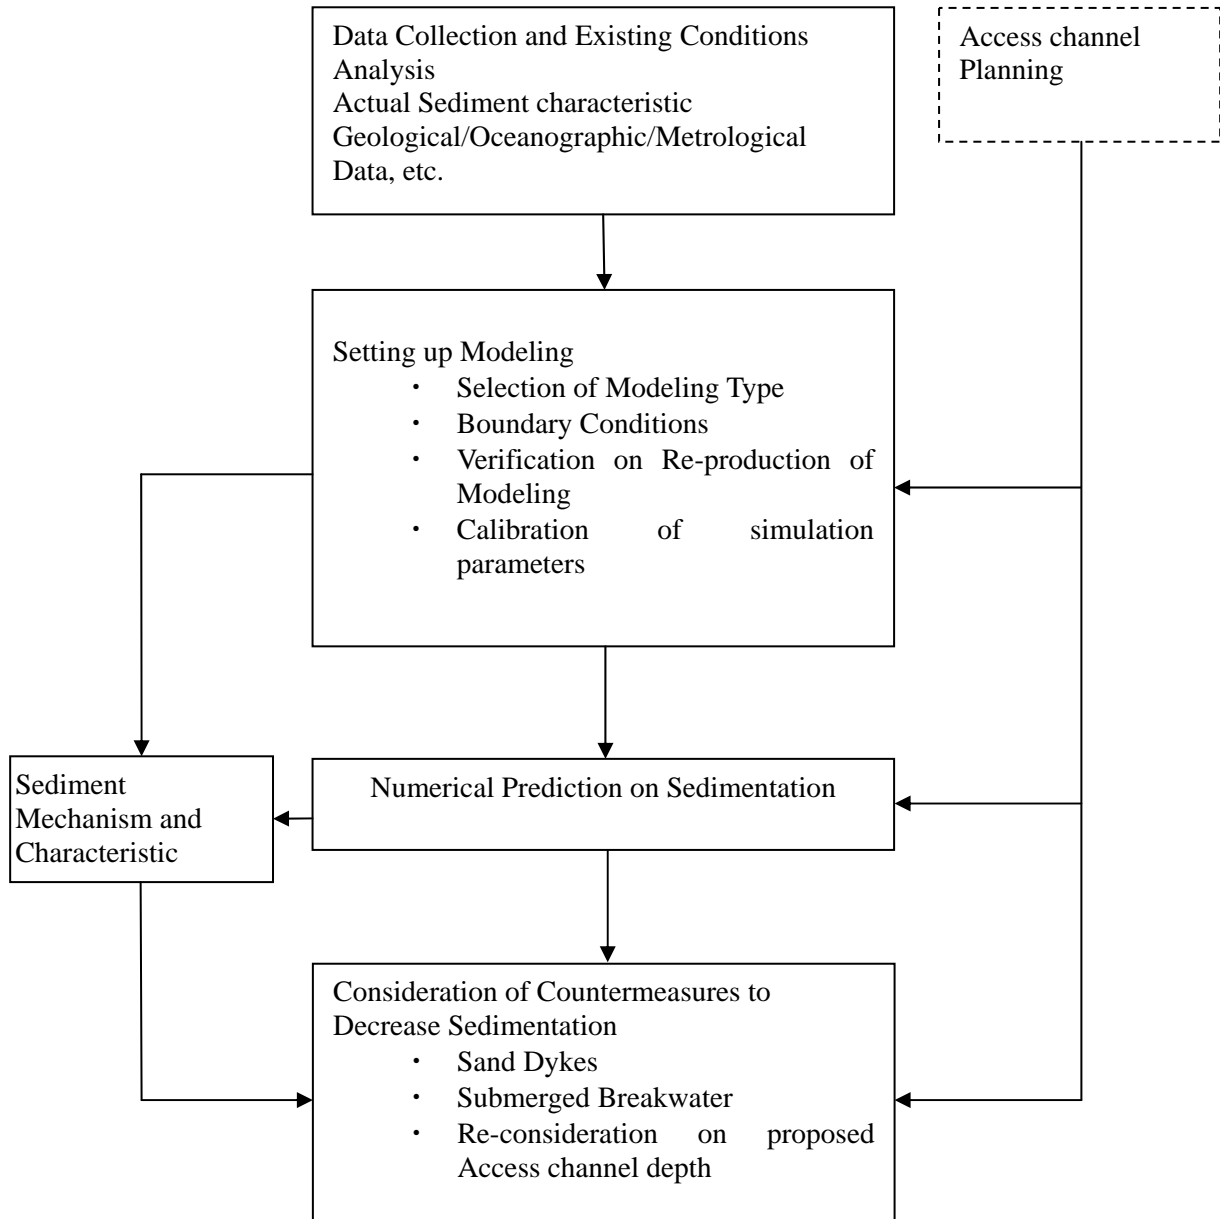 Data Collection and Existing Conditions
Analysis
Actual Sediment characteristic
Geological/Oceanographic/Metrological
Data, etc.
Access channel
Planning
Setting up Modeling
・ Selection of Modeling Type
・ Boundary Conditions
・ Verification on Re-production of
Modeling
・ Calibration of simulation
parameters
Sediment
Mechanism and
Characteristic
Numerical Prediction on Sedimentation
Consideration of Countermeasures to
Decrease Sedimentation
・ Sand Dykes
・ Submerged Breakwater
・ Re-consideration on proposed
Access channel depth